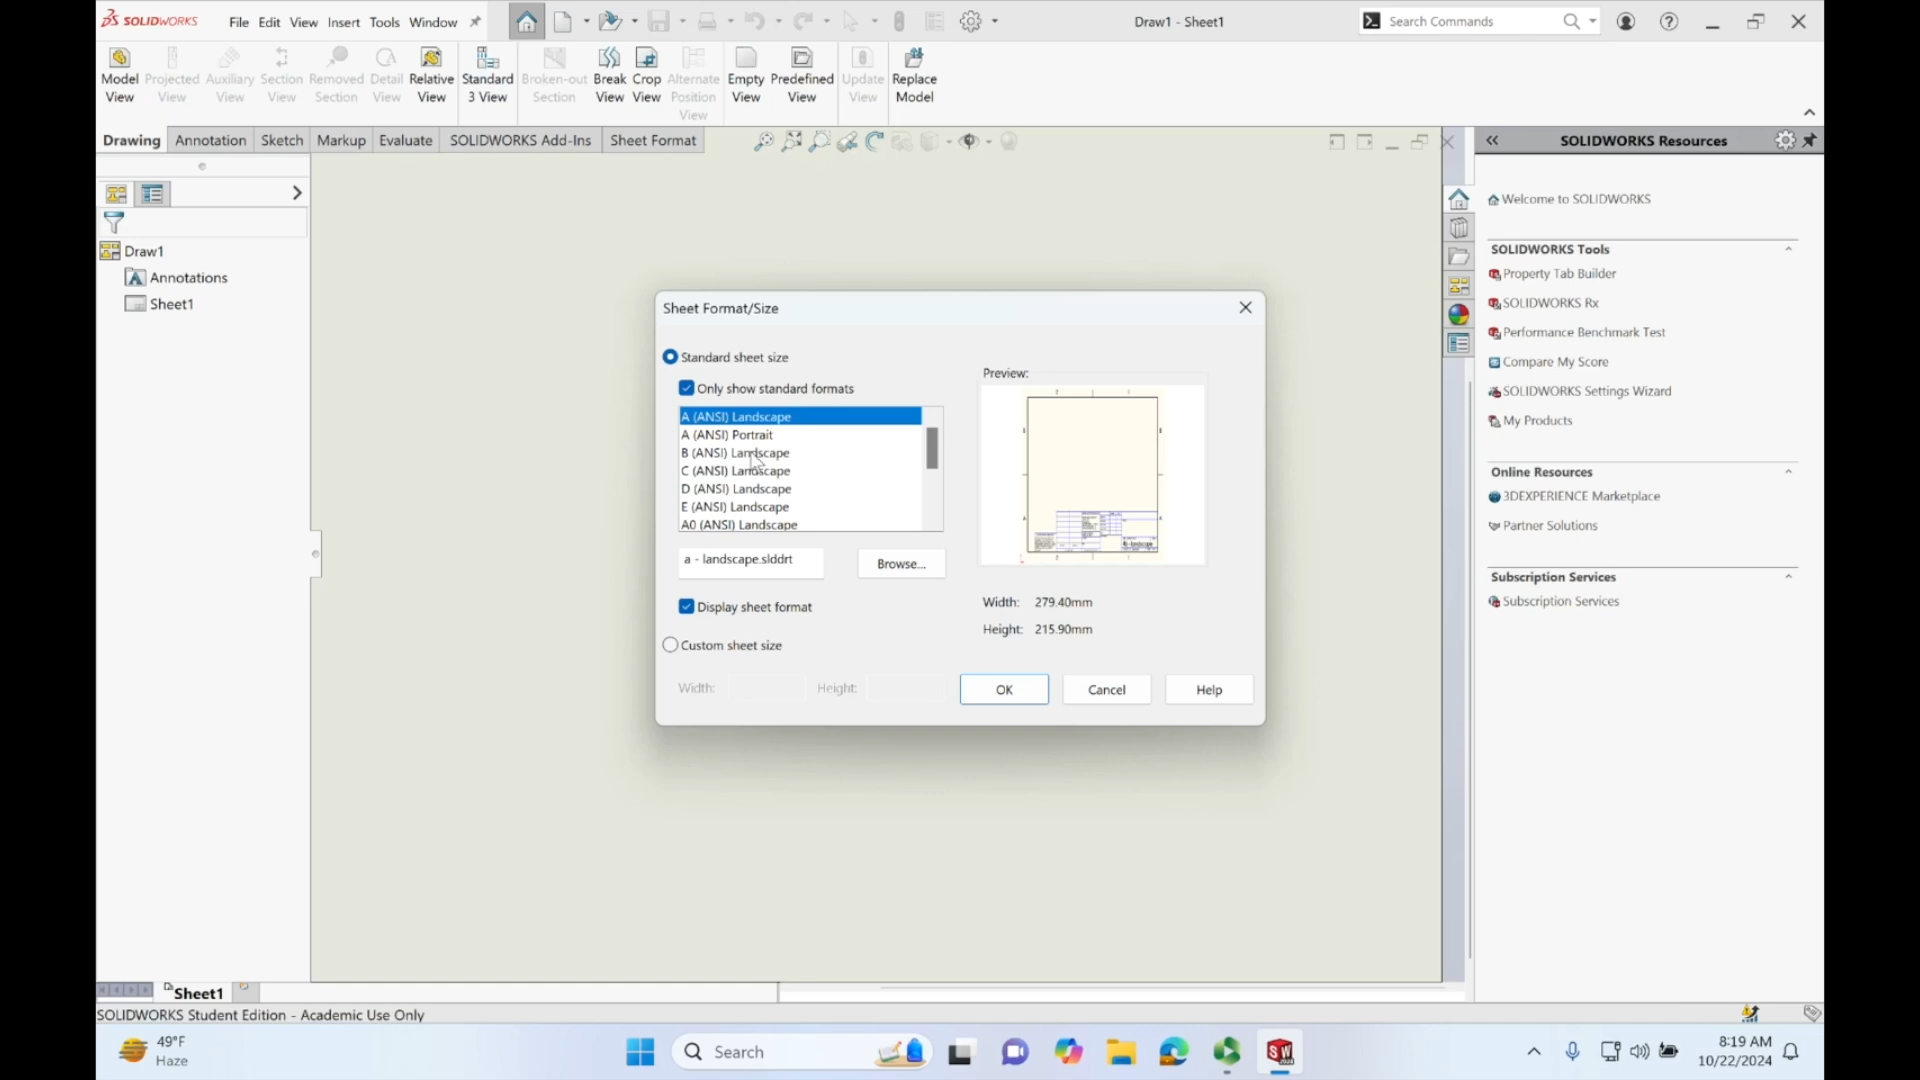 SOLIDWORKS File Edit View Insert Tools Window Draw1 - Sheet1 Search Commands
Model View
Projected View
Auxiliary View
Section View
Removed Section
Detail View
Relative View
Standard 3 View
Broken-out Section
Break View
Crop View
Alternate Position View
Empty View
Predefined View
Update View
Replace Model
Drawing Annotation Sketch Markup Evaluate SOLIDWORKS Add-Ins Sheet Format
Draw1
Annotations
Sheet1
Sheet Format/Size
Standard sheet size
Only show standard formats
A (ANSI) Landscape
A (ANSI) Portrait
B (ANSI) Landscape
C (ANSI) Landscape
D (ANSI) Landscape
E (ANSI) Landscape
A0 (ANSI) Landscape
a - landscape.slddrt
Browse...
Display sheet format
Custom sheet size
Width: Height:
Preview:
Width: 279.40mm
Height: 215.90mm
OK Cancel Help
SOLIDWORKS Resources
Welcome to SOLIDWORKS
SOLIDWORKS Tools
Property Tab Builder
SOLIDWORKS Rx
Performance Benchmark Test
Compare My Score
SOLIDWORKS Settings Wizard
My Products
Online Resources
3DEXPERIENCE Marketplace
Partner Solutions
Subscription Services
Subscription Services
Sheet1
SOLIDWORKS Student Edition - Academic Use Only
49°F
Haze
Search
8:19 AM
10/22/2024